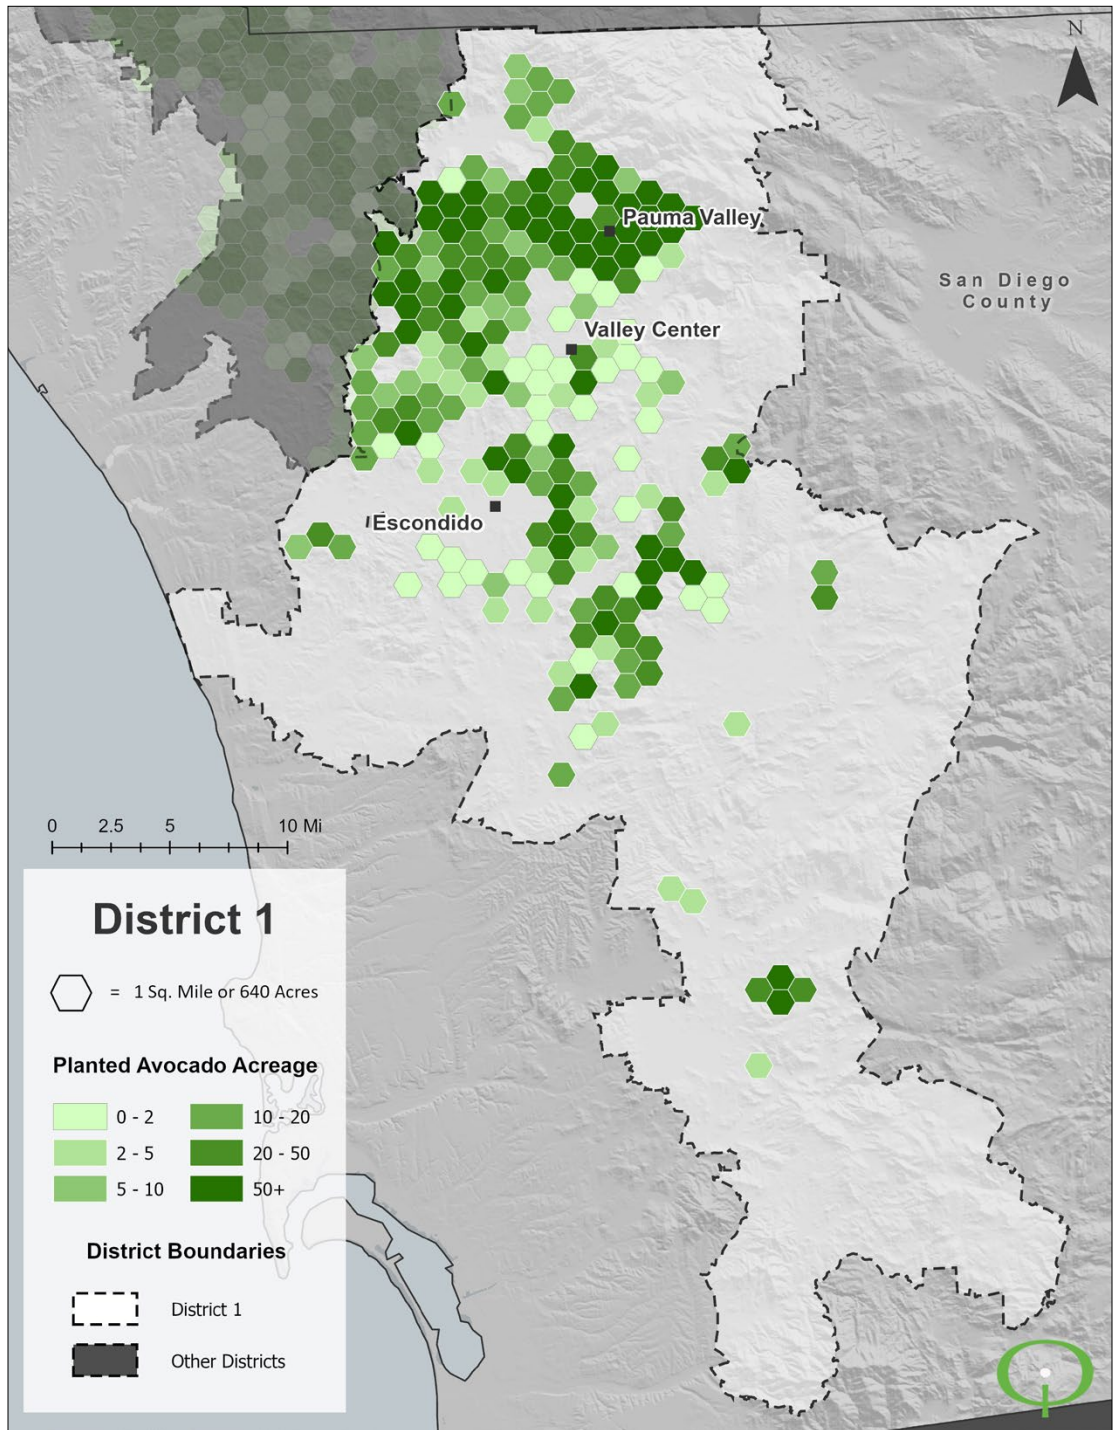 N
Pauma Valley
San Diego
County
Valley Center
Escondido
0 2.5 5 10 Mi
District 1
= 1 Sq. Mile or 640 Acres
Planted Avocado Acreage
0 - 2 10 - 20
2 - 5 20 - 50
5 - 10 50+
District Boundaries
District 1
Other Districts